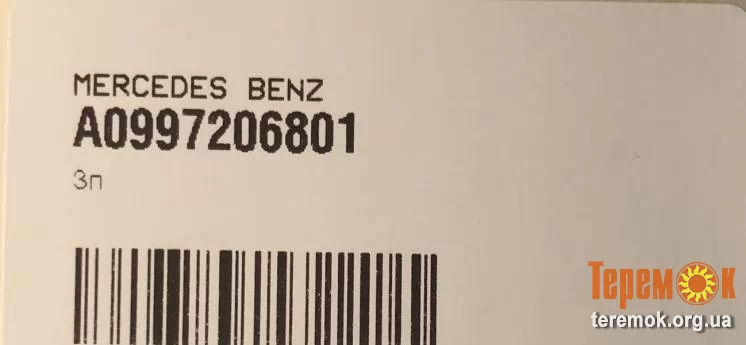 MERCEDES BENZ
A0997206801
Зп
Теремок
teremok.org.ua